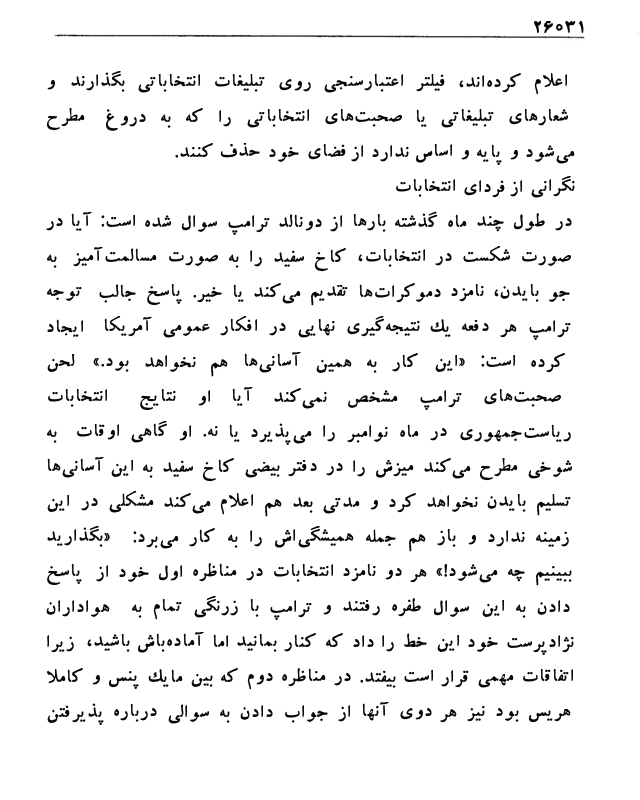 ۲۶۰۳۱
اعلام کرده‌اند، فیلتر اعتبارسنجی روی تبلیغات انتخاباتی بگذارند و
شعارهای تبلیغاتی یا صحبت‌های انتخاباتی را که به دروغ مطرح
می‌شود و پایه و اساس ندارد از فضای خود حذف کنند.
نگرانی از فردای انتخابات
در طول چند ماه گذشته بارها از دونالد ترامپ سوال شده است: آیا در
صورت شکست در انتخابات، کاخ سفید را به صورت مسالمت‌آمیز به
جو بایدن، نامزد دموکرات‌ها تقدیم می‌کند یا خیر. پاسخ جالب توجه
ترامپ هر دفعه یك نتیجه‌گیری نهایی در افکار عمومی آمریکا ایجاد
کرده است: «این کار به همین آسانی‌ها هم نخواهد بود.» لحن
صحبت‌های ترامپ مشخص نمی‌کند آیا او نتایج انتخابات
ریاست‌جمهوری در ماه نوامبر را می‌پذیرد یا نه. او گاهی اوقات به
شوخی مطرح می‌کند میزش را در دفتر بیضی کاخ سفید به این آسانی‌ها
تسلیم بایدن نخواهد کرد و مدتی بعد هم اعلام می‌کند مشکلی در این
زمینه ندارد و باز هم جمله همیشگی‌اش را به کار می‌برد: «بگذارید
ببینیم چه می‌شود!» هر دو نامزد انتخابات در مناظره اول خود از پاسخ
دادن به این سوال طفره رفتند و ترامپ با زرنگی تمام به هواداران
نژادپرست خود این خط را داد که کنار بمانید اما آماده‌باش باشید، زیرا
اتفاقات مهمی قرار است بیفتد. در مناظره دوم که بین مایك پنس و کاملا
هریس بود نیز هر دوی آنها از جواب دادن به سوالی درباره پذیرفتن